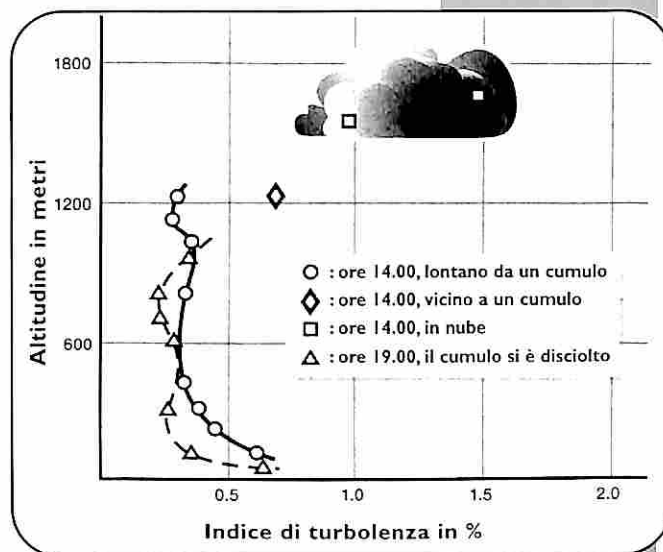 1800
1200
600
Altitudine in metri
: ore 14.00, lontano da un cumulo
: ore 14.00, vicino a un cumulo
: ore 14.00, in nube
: ore 19.00, il cumulo si è disciolto
0.5 1.0 1.5 2.0
Indice di turbolenza in %